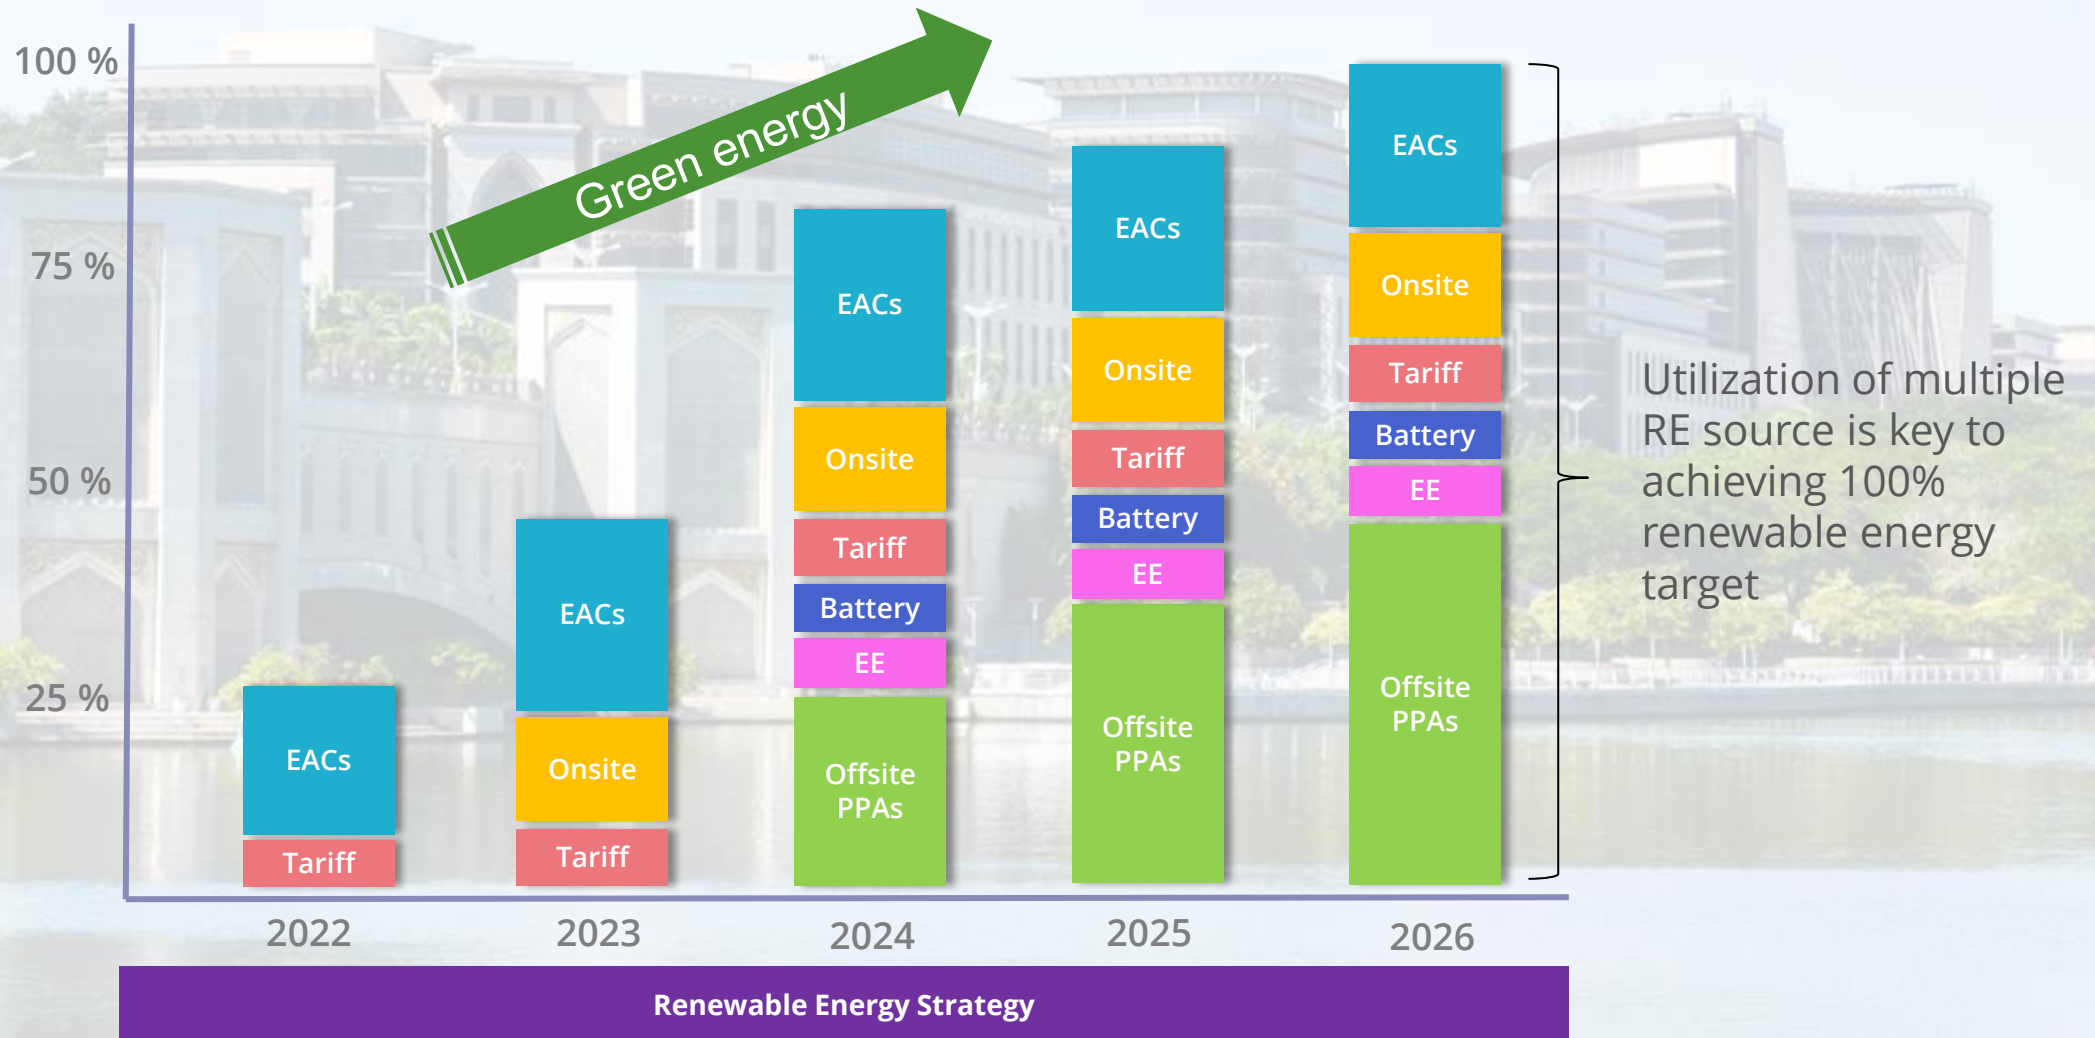 100 %
75 %
50 %
25 %
Green energy
EACs
Tariff
EACs
Onsite
Tariff
EACs
Onsite
Tariff
Battery
EE
Offsite
PPAs
EACs
Onsite
Tariff
Battery
EE
Offsite
PPAs
EACs
Onsite
Tariff
Battery
EE
Offsite
PPAs
Utilization of multiple
RE source is key to
achieving 100%
renewable energy
target
2022
2023
2024
2025
2026
Renewable Energy Strategy